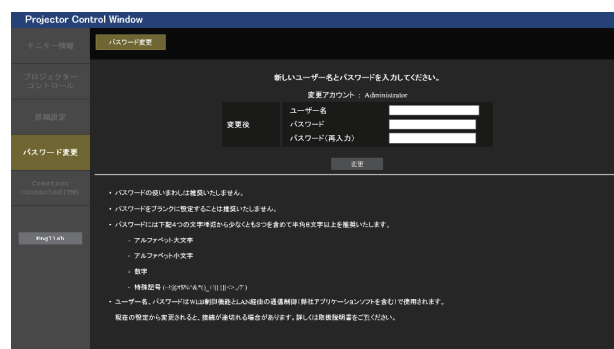 Projector Control Window
モニター情報
パスワード変更
プロジェクター
コントロール
新しいユーザー名とパスワードを入力してください。
変更アカウント : Administrator
詳細設定
ユーザー名
変更後
パスワード
パスワード(再入力)
パスワード変更
変更
Crestron
Connected(TM)
・パスワードの使いまわしは推奨いたしません。
・パスワードをブランクに設定することは推奨いたしません。
・パスワードには下記4つの文字種類から少なくとも3つを含めて半角8文字以上を推奨いたします。
English
- アルファベット大文字
- アルファベット小文字
- 数字
- 特殊記号
・ユーザー名、パスワードはWEB制御機能とLAN経由の通信制御(弊社アプリケーションソフトを含む)で使用されます。
現在の設定から変更されると、接続が途切れる場合があります。詳しくは取扱説明書をご覧ください。